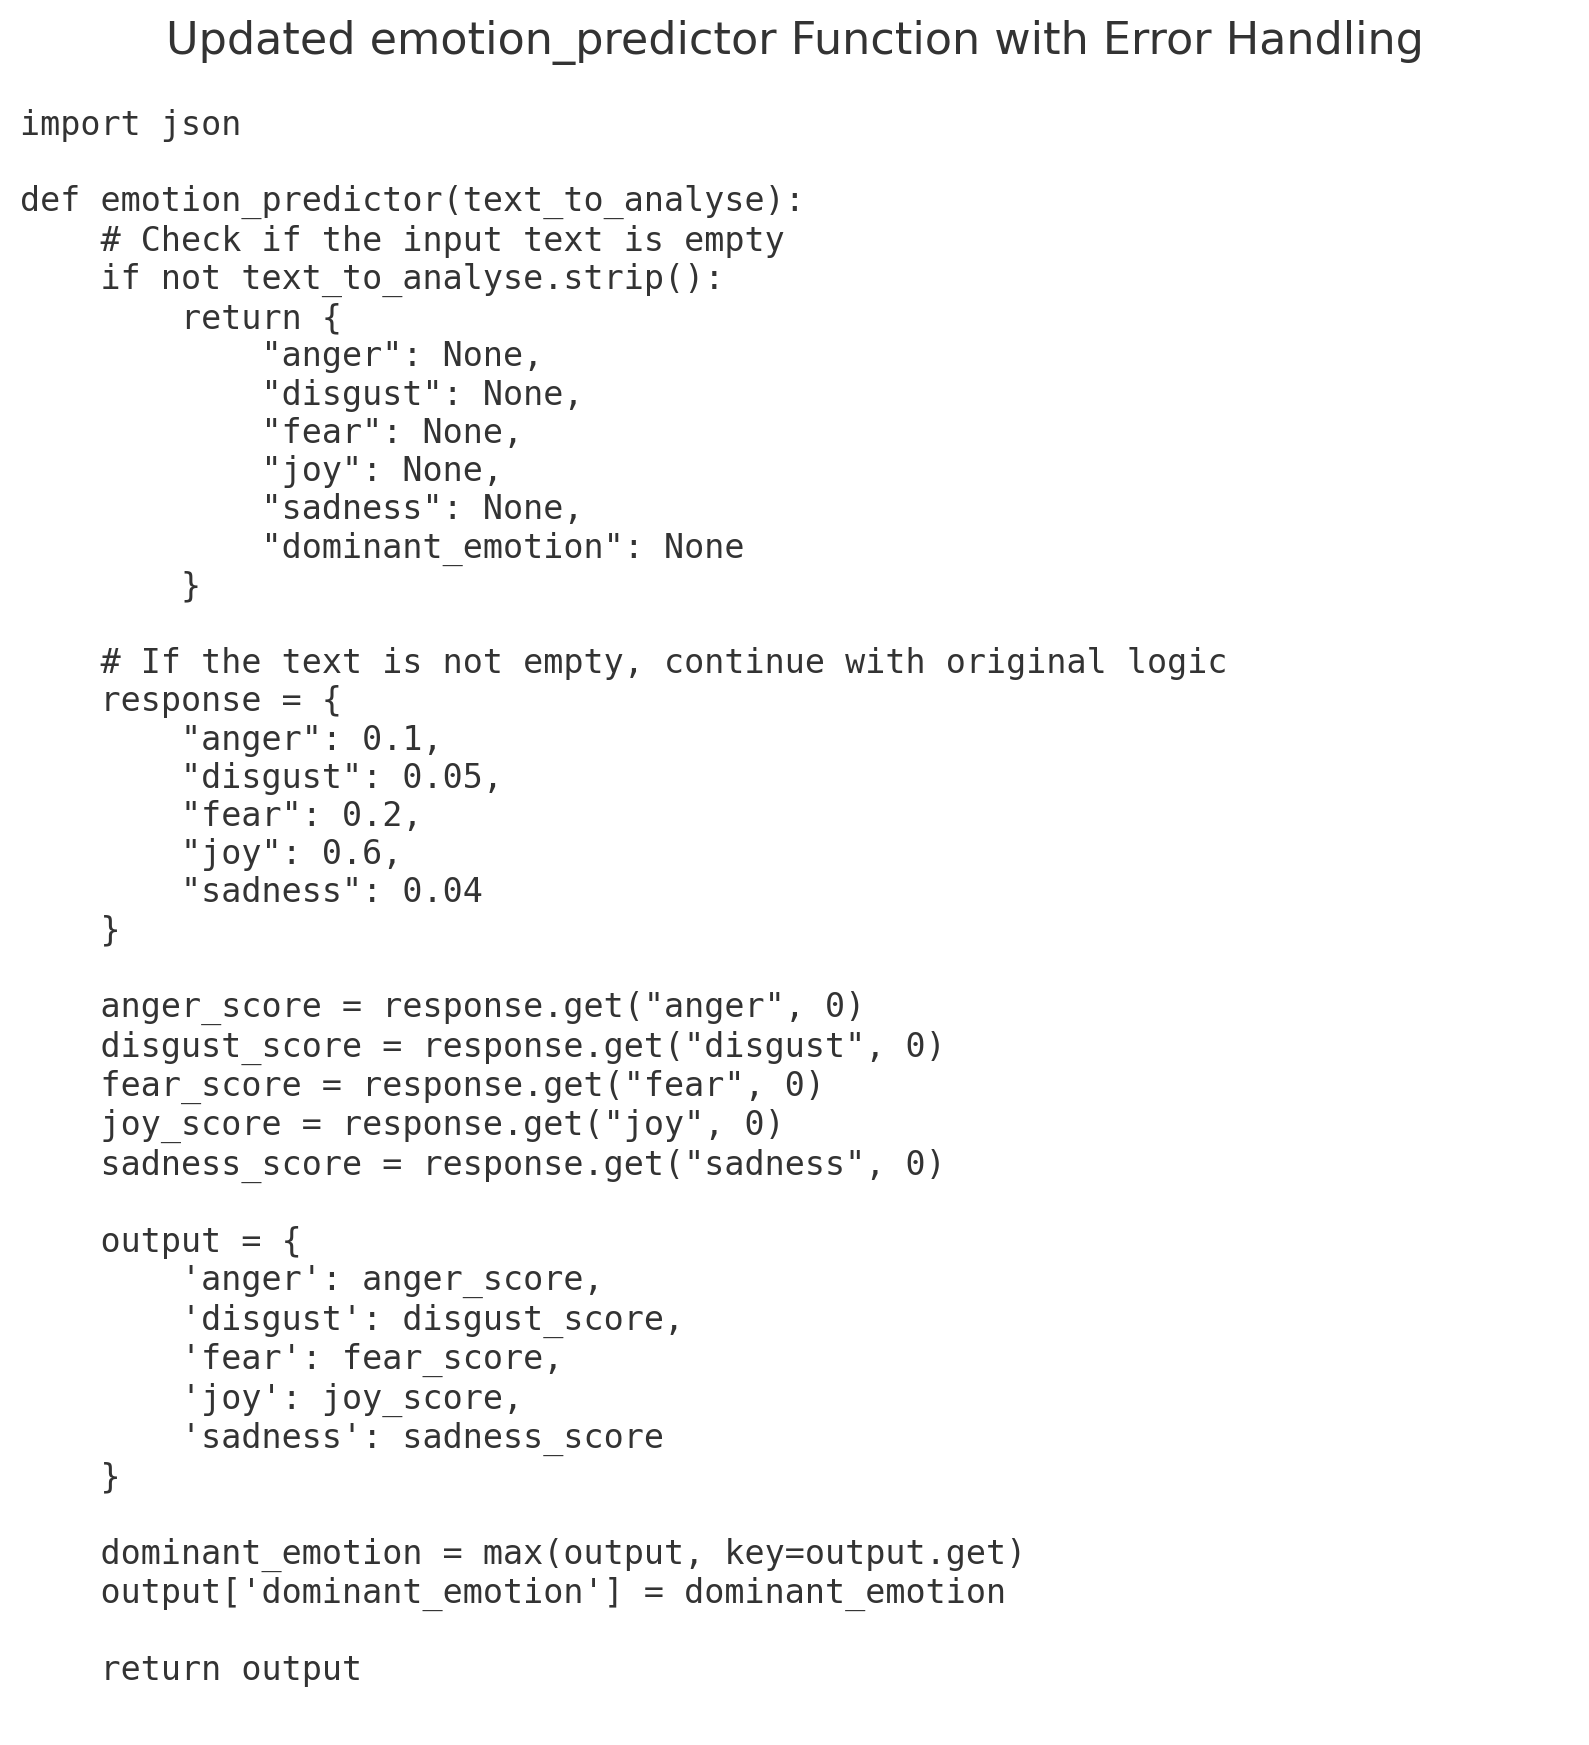 Updated emotion_predictor Function with Error Handling
import json
def emotion_predictor(text_to_analyse):
    # Check if the input text is empty
    if not text_to_analyse.strip():
        return {
            "anger": None,
            "disgust": None,
            "fear": None,
            "joy": None,
            "sadness": None,
            "dominant_emotion": None
        }
    # If the text is not empty, continue with original logic
    response = {
        "anger": 0.1,
        "disgust": 0.05,
        "fear": 0.2,
        "joy": 0.6,
        "sadness": 0.04
    }
    anger_score = response.get("anger", 0)
    disgust_score = response.get("disgust", 0)
    fear_score = response.get("fear", 0)
    joy_score = response.get("joy", 0)
    sadness_score = response.get("sadness", 0)
    output = {
        'anger': anger_score,
        'disgust': disgust_score,
        'fear': fear_score,
        'joy': joy_score,
        'sadness': sadness_score
    }
    dominant_emotion = max(output, key=output.get)
    output['dominant_emotion'] = dominant_emotion
    return output